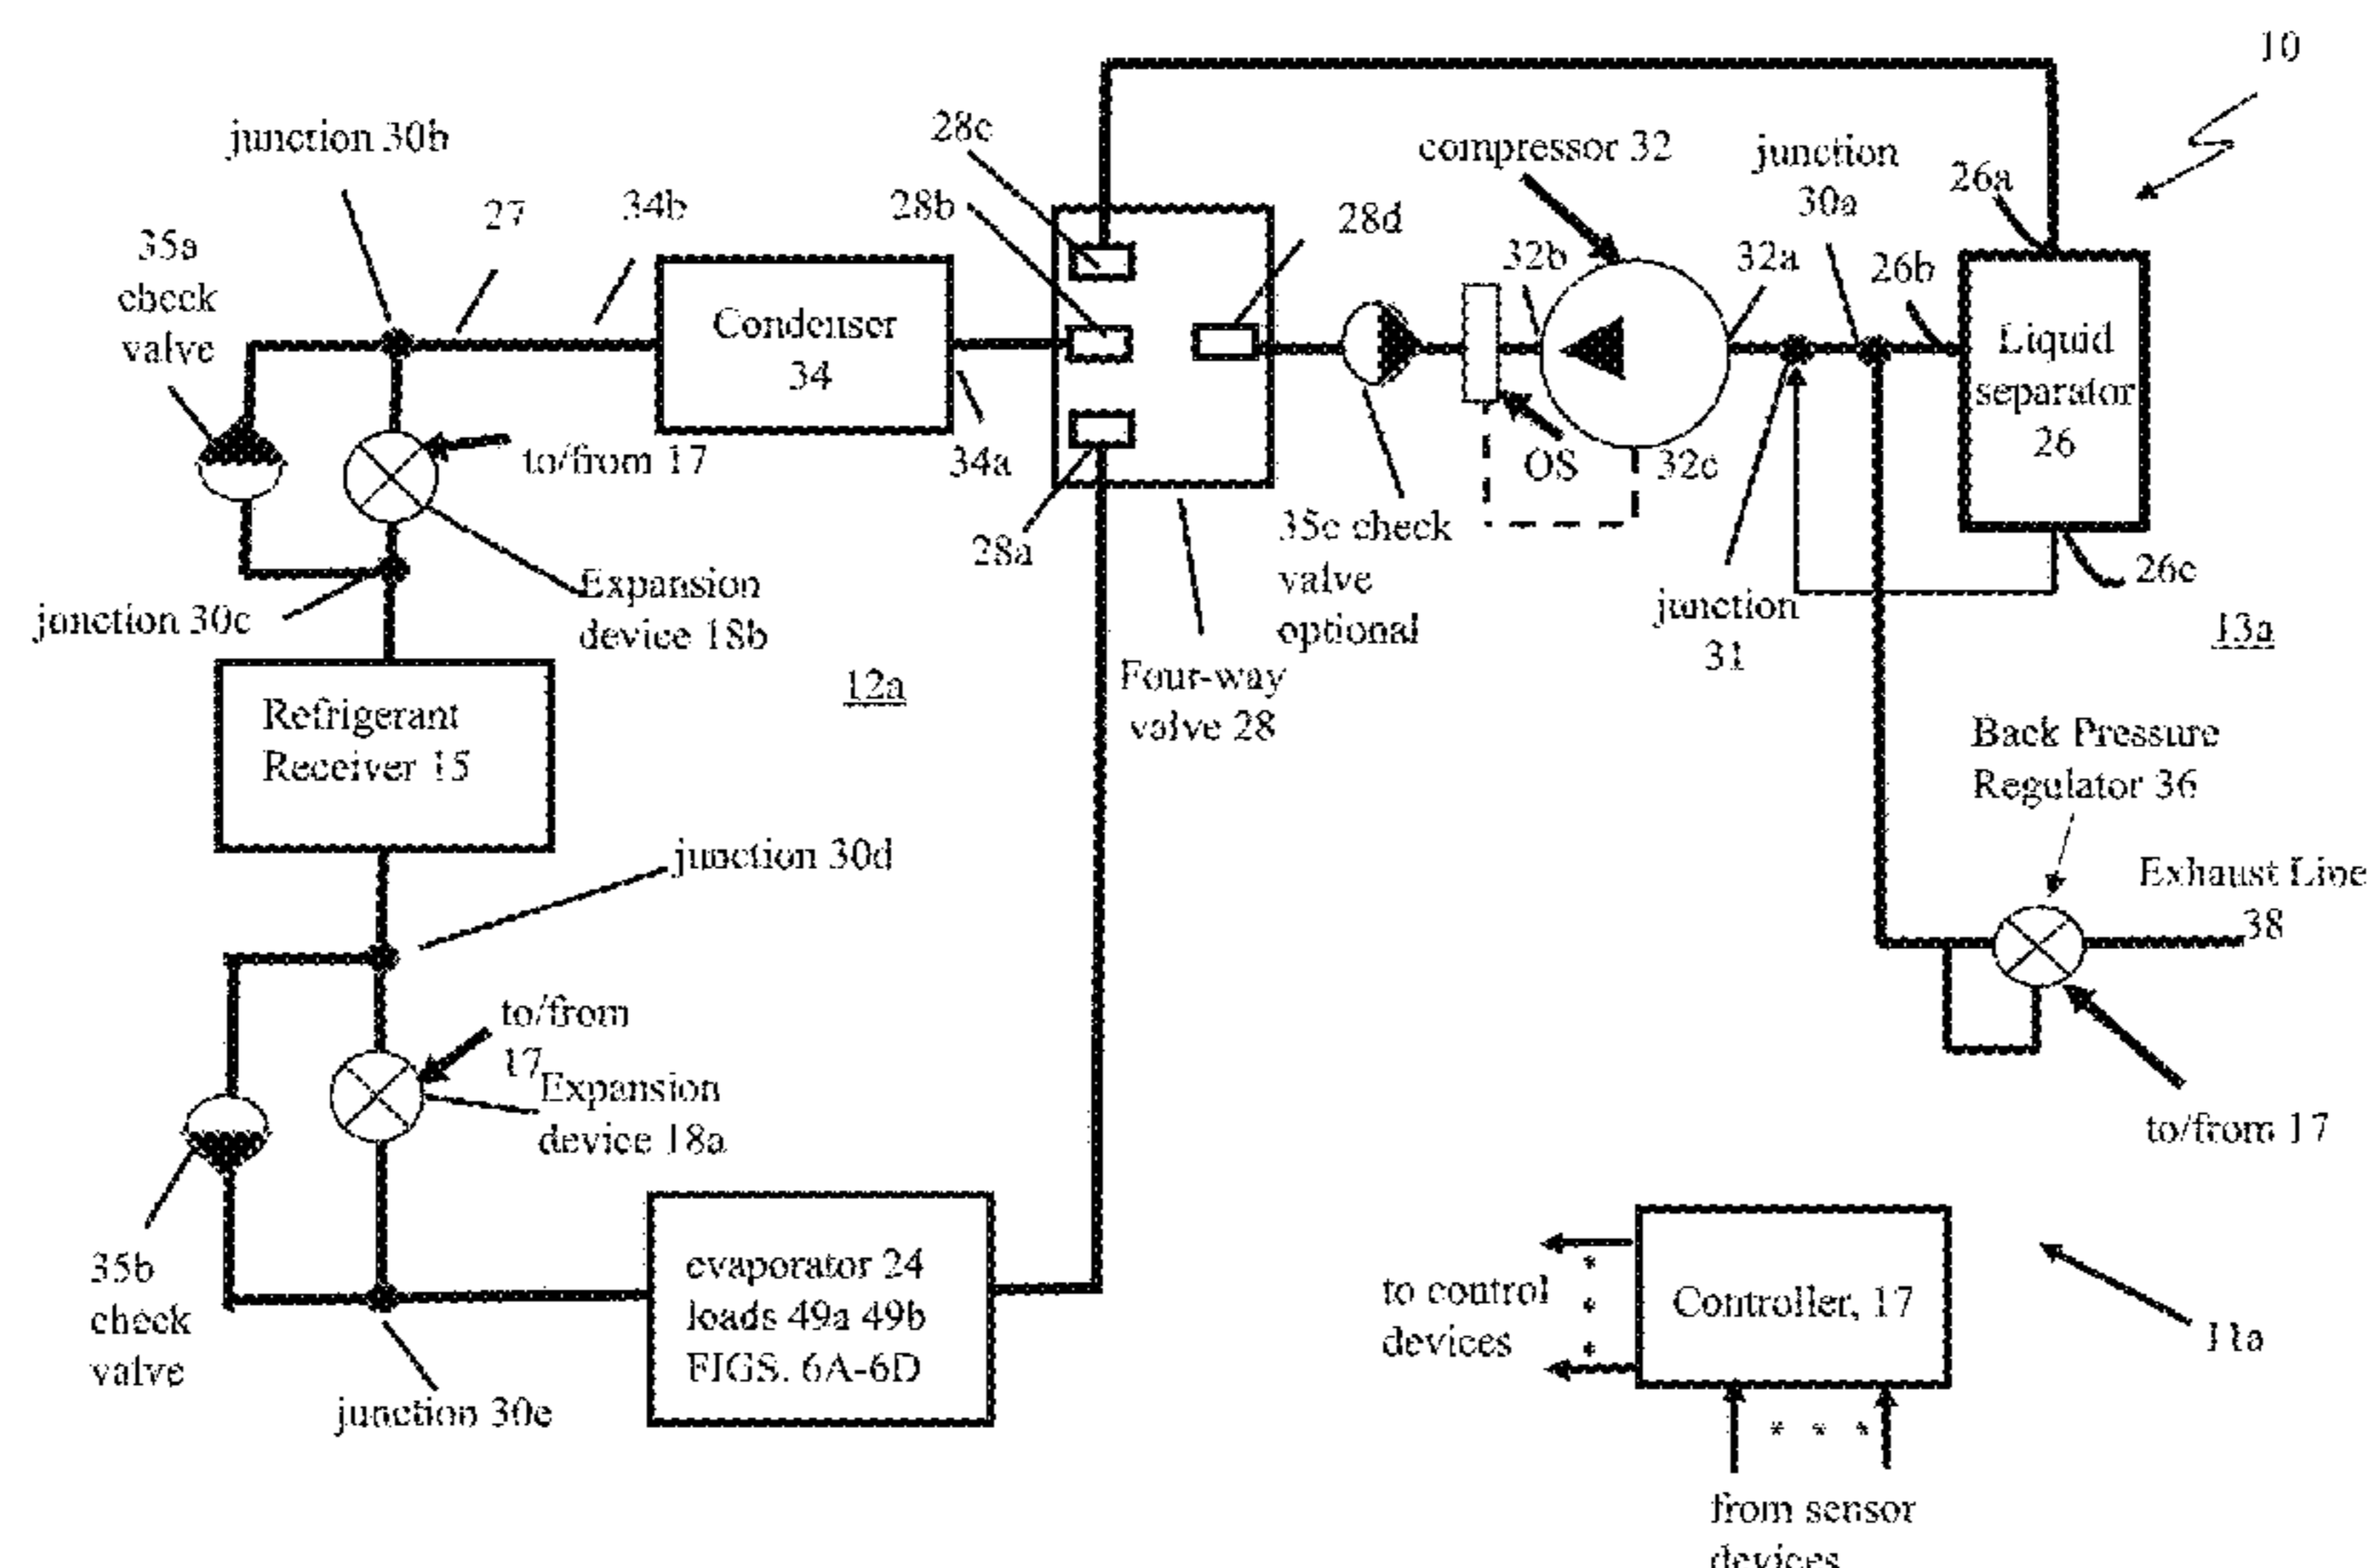 10
junction 30b
28c
compressor 32
junction
30a
26a
27
34b
28b
28d
35a
check
valve
32b
32a
26b
Condenser
34
Liquid
separator
26
to/from 17
34a
OS
32c
28a
35c check
valve
optional
26c
junction 30c
Expansion
device 18b
junction
31
13a
12a
Four-way
valve 28
Refrigerant
Receiver 15
Back Pressure
Regulator 36
junction 30d
Exhaust Line
38
to/from
17
Expansion
device 18a
to/from 17
35b
check
valve
evaporator 24
loads 49a 49b
FIGS. 6A-6D
to control
devices
Controller, 17
11a
junction 30e
from sensor
devices